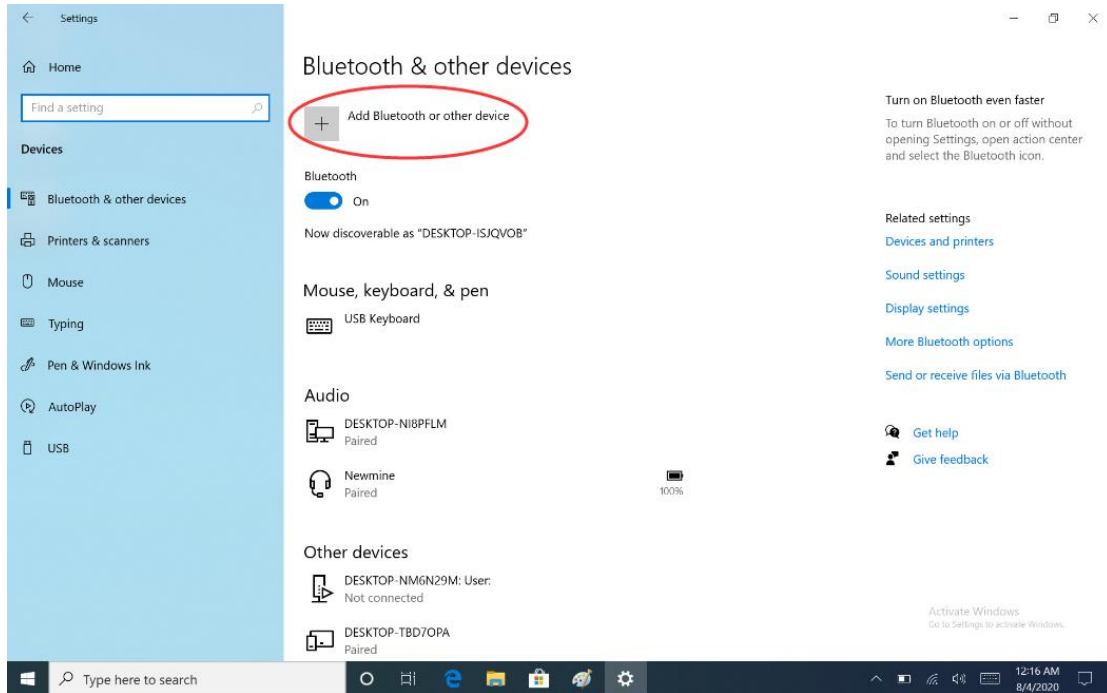 Settings
Home
Find a setting
Devices
Bluetooth & other devices
Printers & scanners
Mouse
Typing
Pen & Windows Ink
AutoPlay
USB
Bluetooth & other devices
Add Bluetooth or other device
Bluetooth
On
Now discoverable as "DESKTOP-ISJQVOB"
Mouse, keyboard, & pen
USB Keyboard
Audio
DESKTOP-NI8PFLM
Paired
Newmine
Paired
100%
Other devices
DESKTOP-NM6N29M: User:
Not connected
DESKTOP-TBD7OPA
Paired
Turn on Bluetooth even faster
To turn Bluetooth on or off without
opening Settings, open action center
and select the Bluetooth icon.
Related settings
Devices and printers
Sound settings
Display settings
More Bluetooth options
Send or receive files via Bluetooth
Get help
Give feedback
Activate Windows
Go to Settings to activate Windows.
Type here to search
12:16 AM
8/4/2020